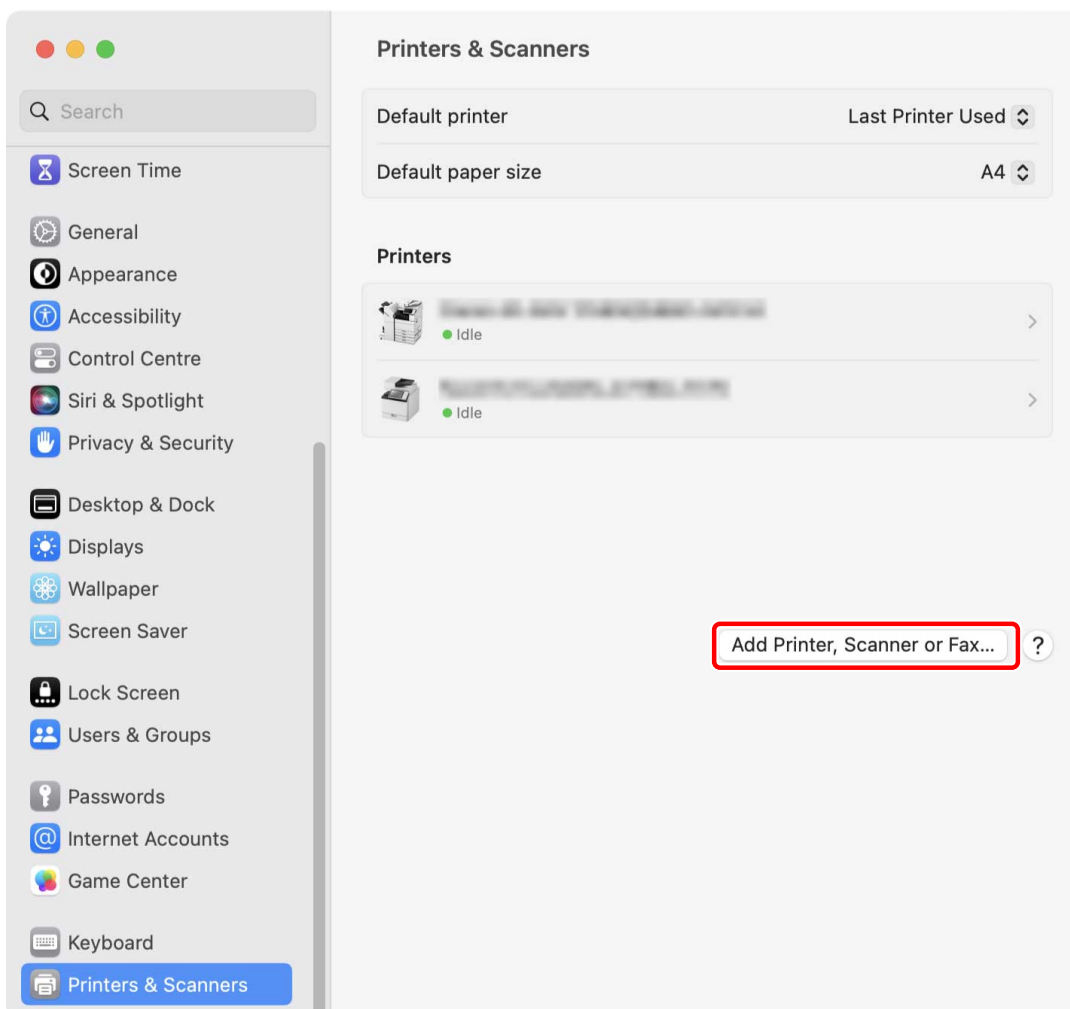 Search
Screen Time
General
Appearance
Accessibility
Control Centre
Siri & Spotlight
Privacy & Security
Desktop & Dock
Displays
Wallpaper
Screen Saver
Lock Screen
Users & Groups
Passwords
Internet Accounts
Game Center
Keyboard
Printers & Scanners
Printers & Scanners
Default printer Last Printer Used
Default paper size A4
Printers
Idle
Idle
Add Printer, Scanner or Fax... ?